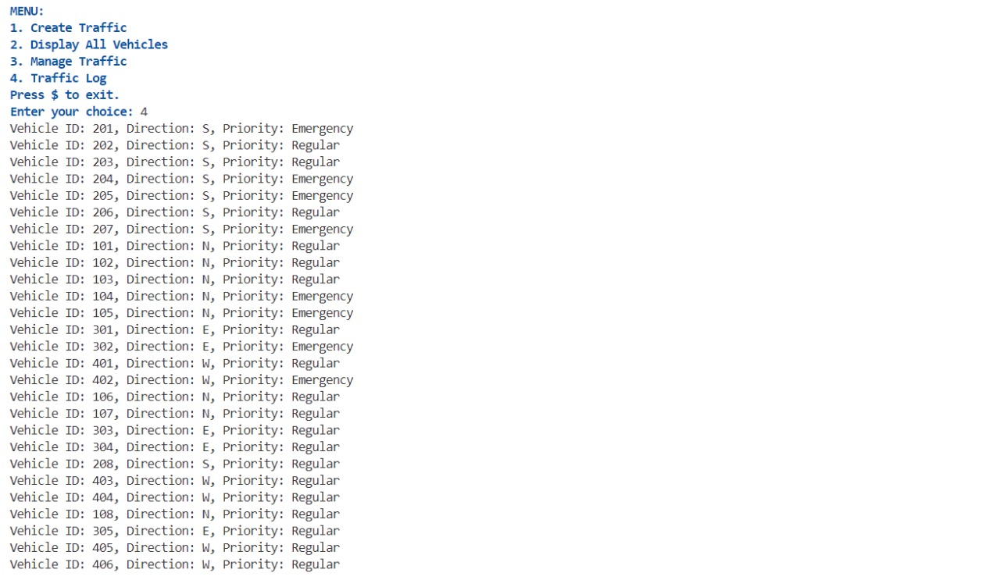 MENU:
1. Create Traffic
2. Display All Vehicles
3. Manage Traffic
4. Traffic Log
Press $ to exit.
Enter your choice: 4
Vehicle ID: 201, Direction: S, Priority: Emergency
Vehicle ID: 202, Direction: S, Priority: Regular
Vehicle ID: 203, Direction: S, Priority: Regular
Vehicle ID: 204, Direction: S, Priority: Emergency
Vehicle ID: 205, Direction: S, Priority: Emergency
Vehicle ID: 206, Direction: S, Priority: Regular
Vehicle ID: 207, Direction: S, Priority: Emergency
Vehicle ID: 101, Direction: N, Priority: Regular
Vehicle ID: 102, Direction: N, Priority: Regular
Vehicle ID: 103, Direction: N, Priority: Regular
Vehicle ID: 104, Direction: N, Priority: Emergency
Vehicle ID: 105, Direction: N, Priority: Emergency
Vehicle ID: 301, Direction: E, Priority: Regular
Vehicle ID: 302, Direction: E, Priority: Emergency
Vehicle ID: 401, Direction: W, Priority: Regular
Vehicle ID: 402, Direction: W, Priority: Emergency
Vehicle ID: 106, Direction: N, Priority: Regular
Vehicle ID: 107, Direction: N, Priority: Regular
Vehicle ID: 303, Direction: E, Priority: Regular
Vehicle ID: 304, Direction: E, Priority: Regular
Vehicle ID: 208, Direction: S, Priority: Regular
Vehicle ID: 403, Direction: W, Priority: Regular
Vehicle ID: 404, Direction: W, Priority: Regular
Vehicle ID: 108, Direction: N, Priority: Regular
Vehicle ID: 305, Direction: E, Priority: Regular
Vehicle ID: 405, Direction: W, Priority: Regular
Vehicle ID: 406, Direction: W, Priority: Regular